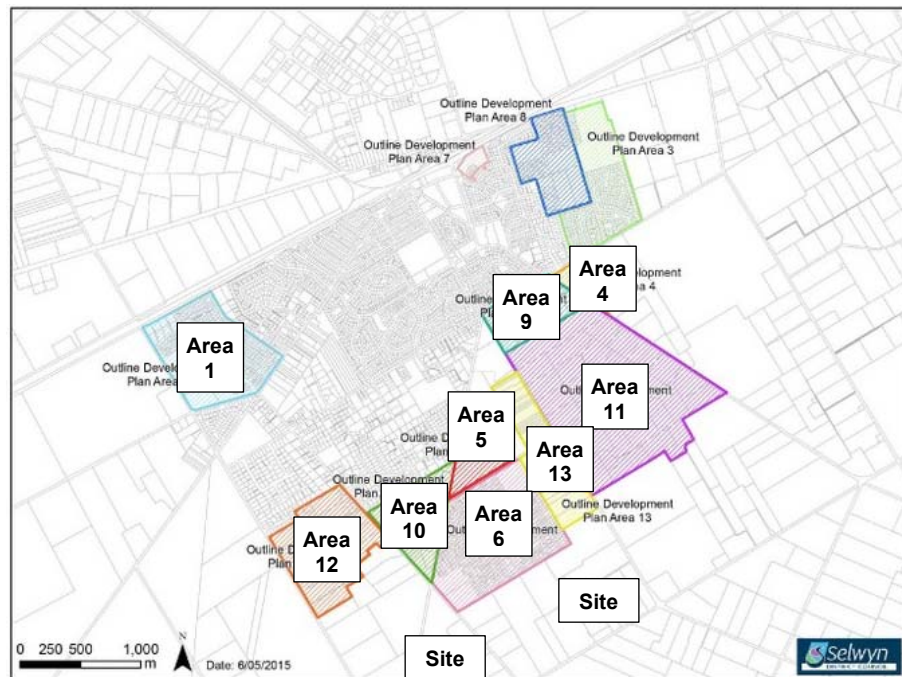 Outline Development
Plan Area 8
Outline Development
Plan Area 7
Outline Development
Plan Area 3
Area
4
Area
9
Area
1
Outline Development
Area
11
Area
5
Area
13
Outline Development
Plan Area 13
Area
10
Area
6
Area
12
Site
Site
0 250 500 1,000
m
N
Date: 6/05/2015
Selwyn
DISTRICT COUNCIL